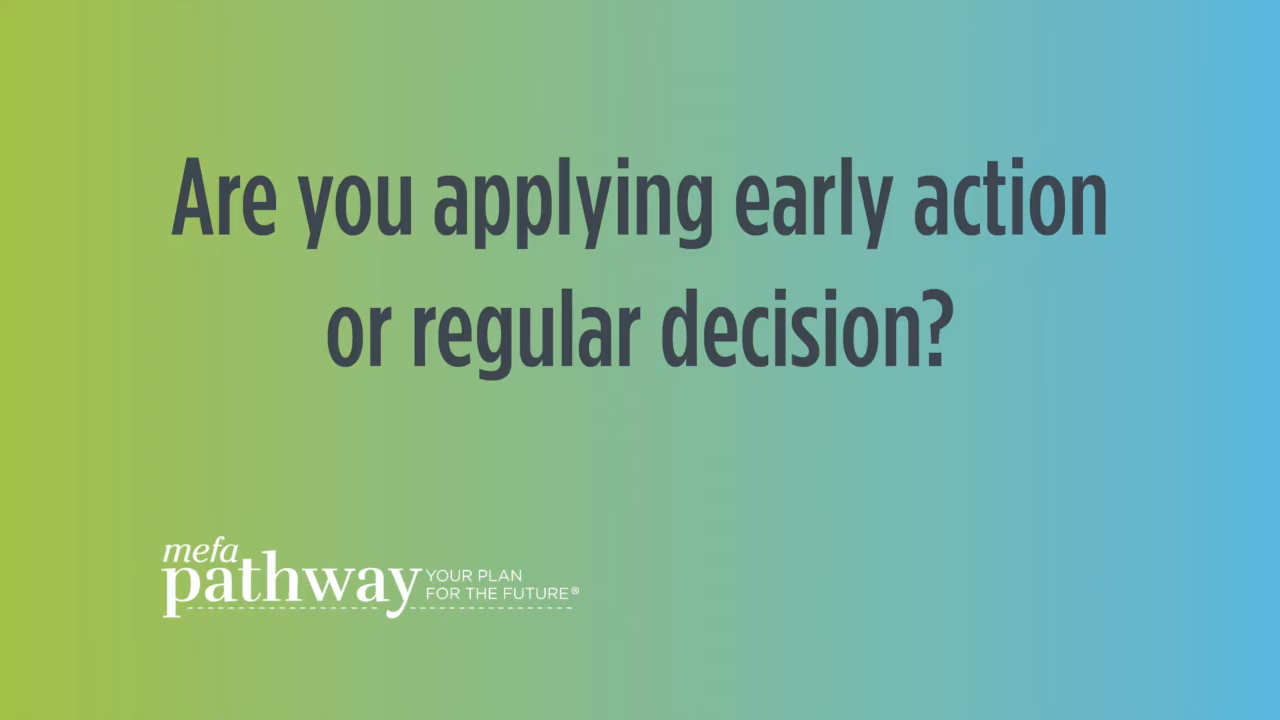 Are you applying early action
or regular decision?
mefa
pathway
YOUR PLAN
FOR THE FUTURE®